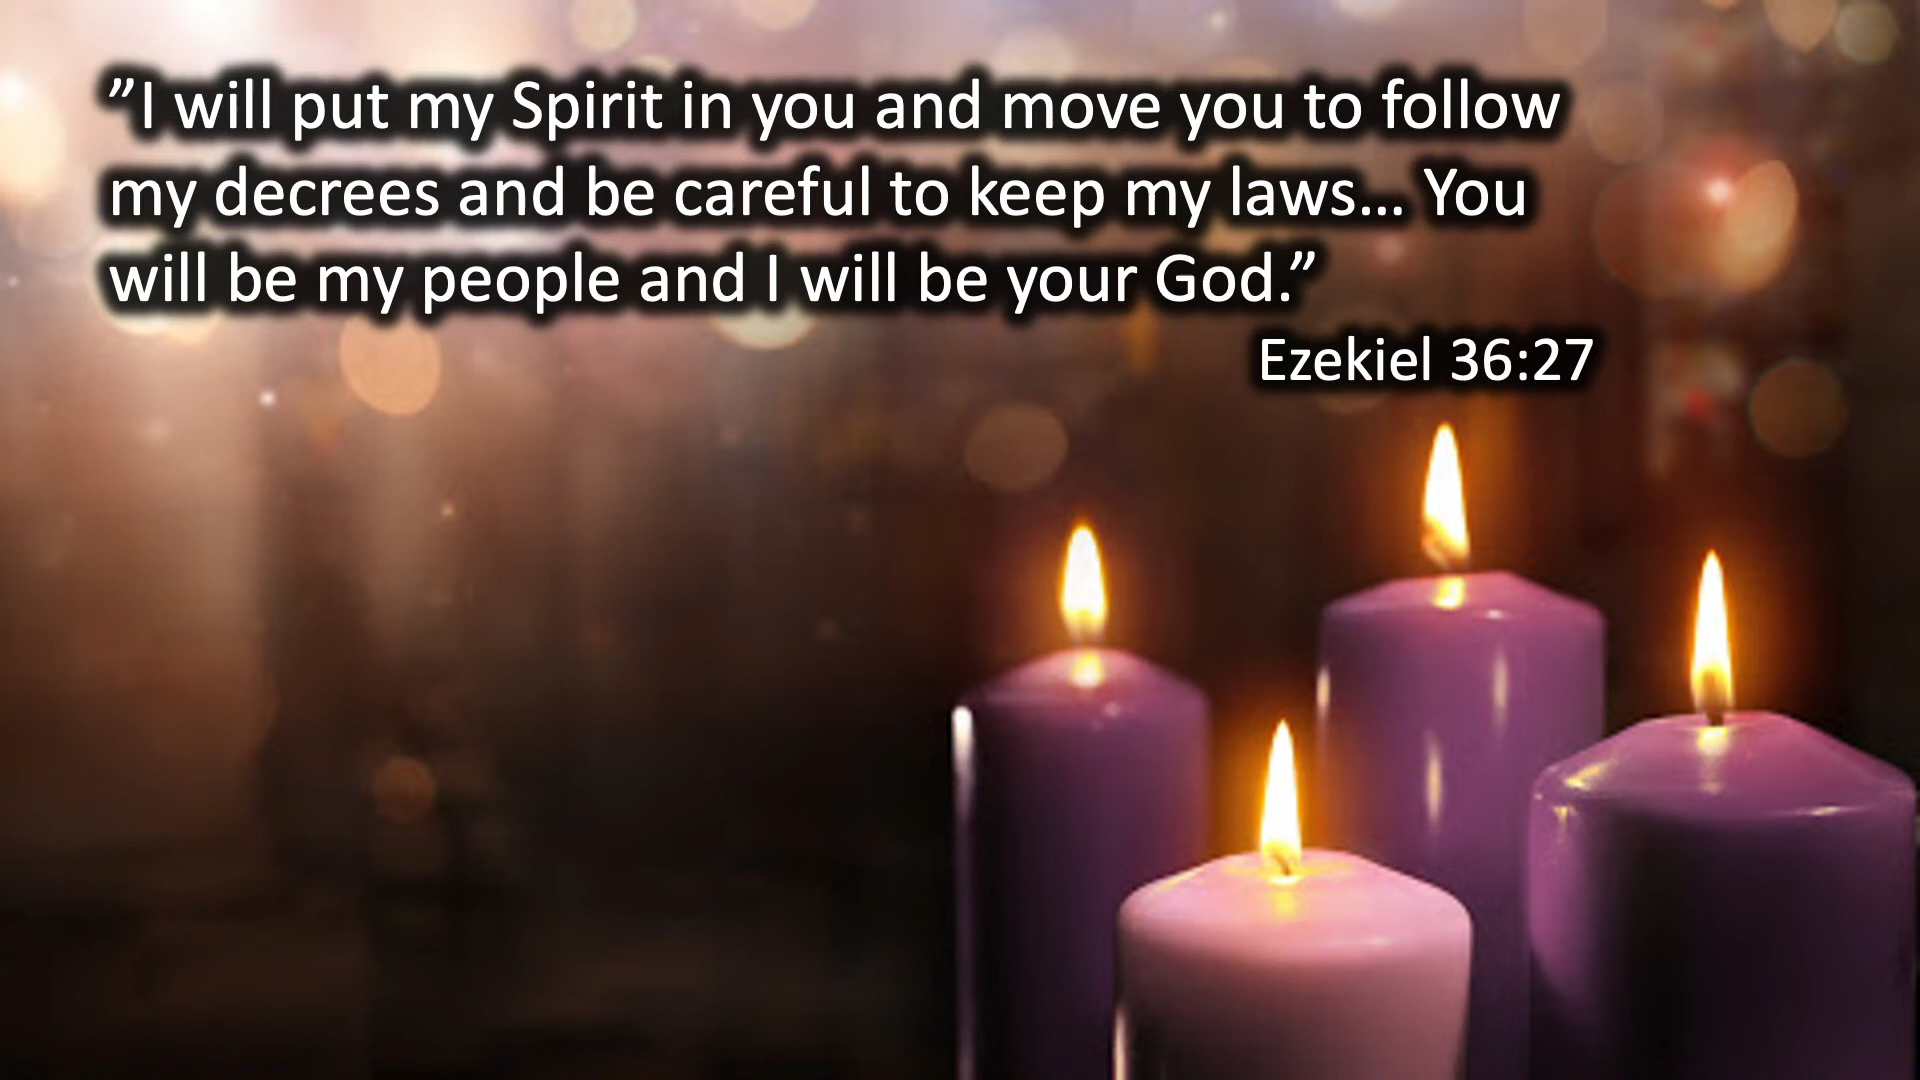 ”I will put my Spirit in you and move you to follow
my decrees and be careful to keep my laws… You
will be my people and I will be your God.”
Ezekiel 36:27